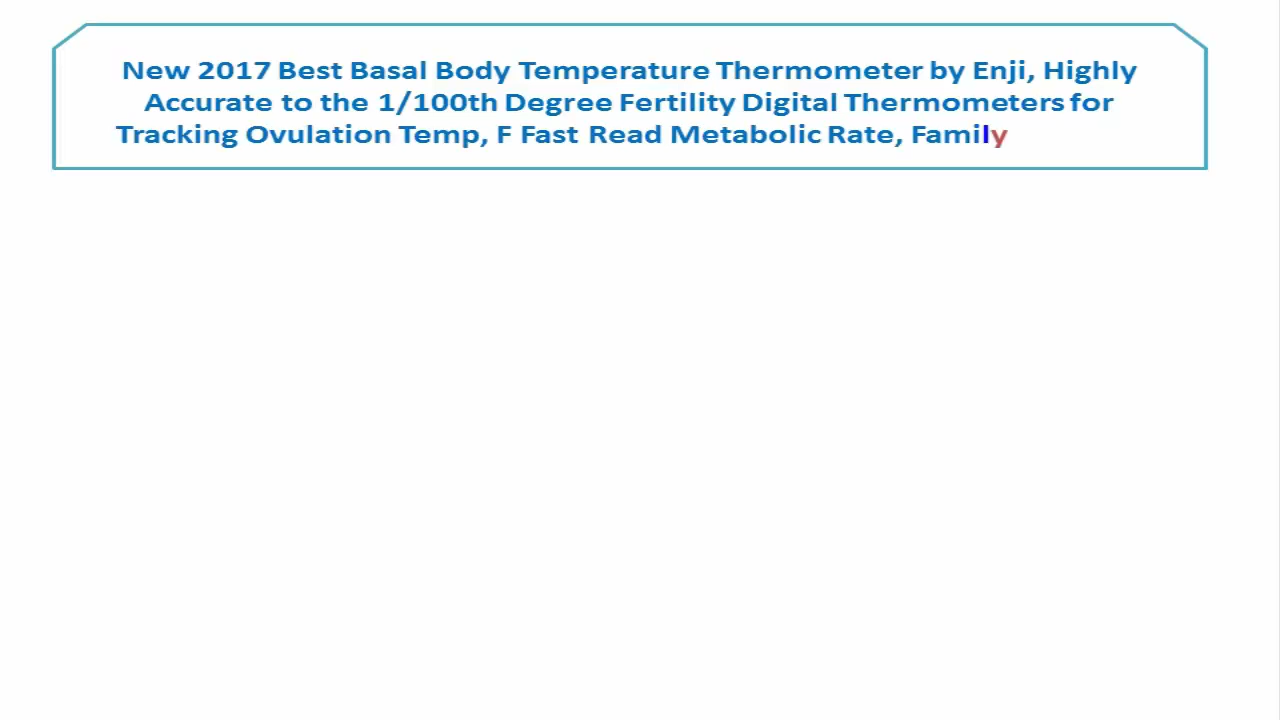 New 2017 Best Basal Body Temperature Thermometer by Enji, Highly
Accurate to the 1/100th Degree Fertility Digital Thermometers for
Tracking Ovulation Temp, F Fast Read Metabolic Rate, Family